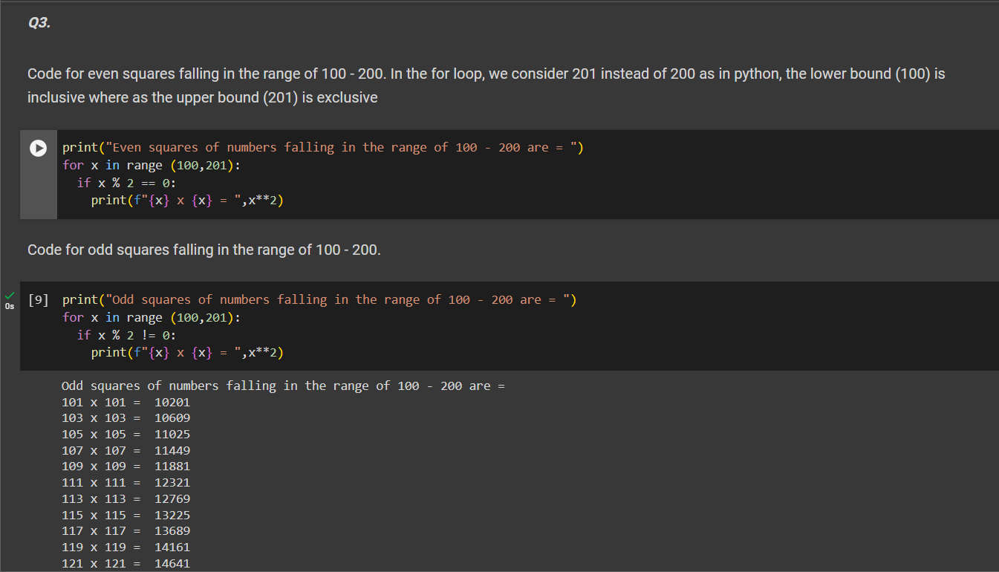 Q3.
Code for even squares falling in the range of 100 - 200. In the for loop, we consider 201 instead of 200 as in python, the lower bound (100) is
inclusive where as the upper bound (201) is exclusive
print("Even squares of numbers falling in the range of 100 - 200 are = ")
for x in range (100,201):
  if x % 2 == 0:
    print(f"{x} x {x} = ",x**2)
Code for odd squares falling in the range of 100 - 200.
0s
[9] print("Odd squares of numbers falling in the range of 100 - 200 are = ")
for x in range (100,201):
  if x % 2 != 0:
    print(f"{x} x {x} = ",x**2)
Odd squares of numbers falling in the range of 100 - 200 are =
101 x 101 =  10201
103 x 103 =  10609
105 x 105 =  11025
107 x 107 =  11449
109 x 109 =  11881
111 x 111 =  12321
113 x 113 =  12769
115 x 115 =  13225
117 x 117 =  13689
119 x 119 =  14161
121 x 121 =  14641